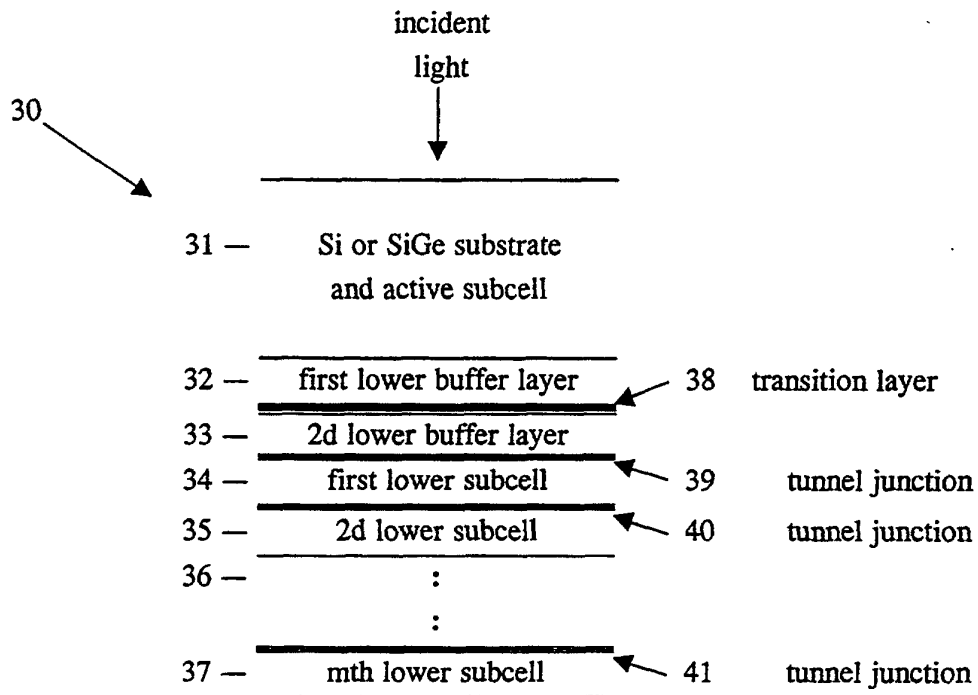 incident
light
30
31 — Si or SiGe substrate
and active subcell
32 — first lower buffer layer 38 transition layer
33 — 2d lower buffer layer
34 — first lower subcell 39 tunnel junction
35 — 2d lower subcell 40 tunnel junction
36 — :
:
37 — mth lower subcell 41 tunnel junction